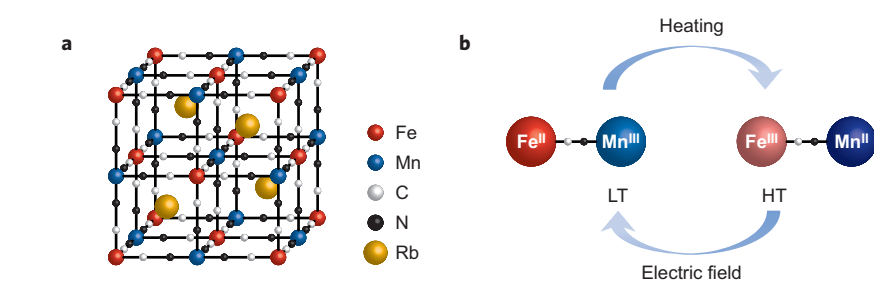 a
Fe
Mn
C
N
Rb
b
Heating
Feᴵᴵ Mnᴵᴵᴵ Feᴵᴵᴵ Mnᴵᴵ
LT HT
Electric field